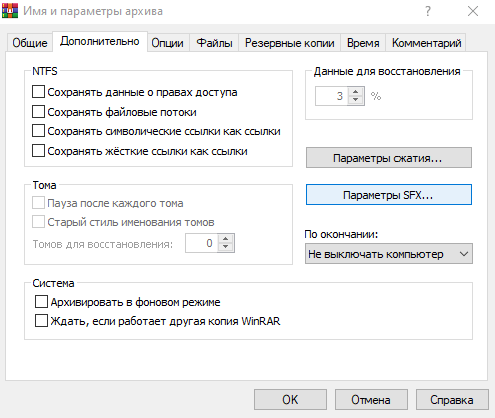 Имя и параметры архива
?
Общие Дополнительно Опции Файлы Резервные копии Время Комментарий
NTFS
Сохранять данные о правах доступа
Сохранять файловые потоки
Сохранять символические ссылки как ссылки
Сохранять жёсткие ссылки как ссылки
Данные для восстановления
3 %
Параметры сжатия...
Тома
Пауза после каждого тома
Старый стиль именования томов
Томов для восстановления: 0
Параметры SFX...
По окончании:
Не выключать компьютер
Система
Архивировать в фоновом режиме
Ждать, если работает другая копия WinRAR
OK Отмена Справка